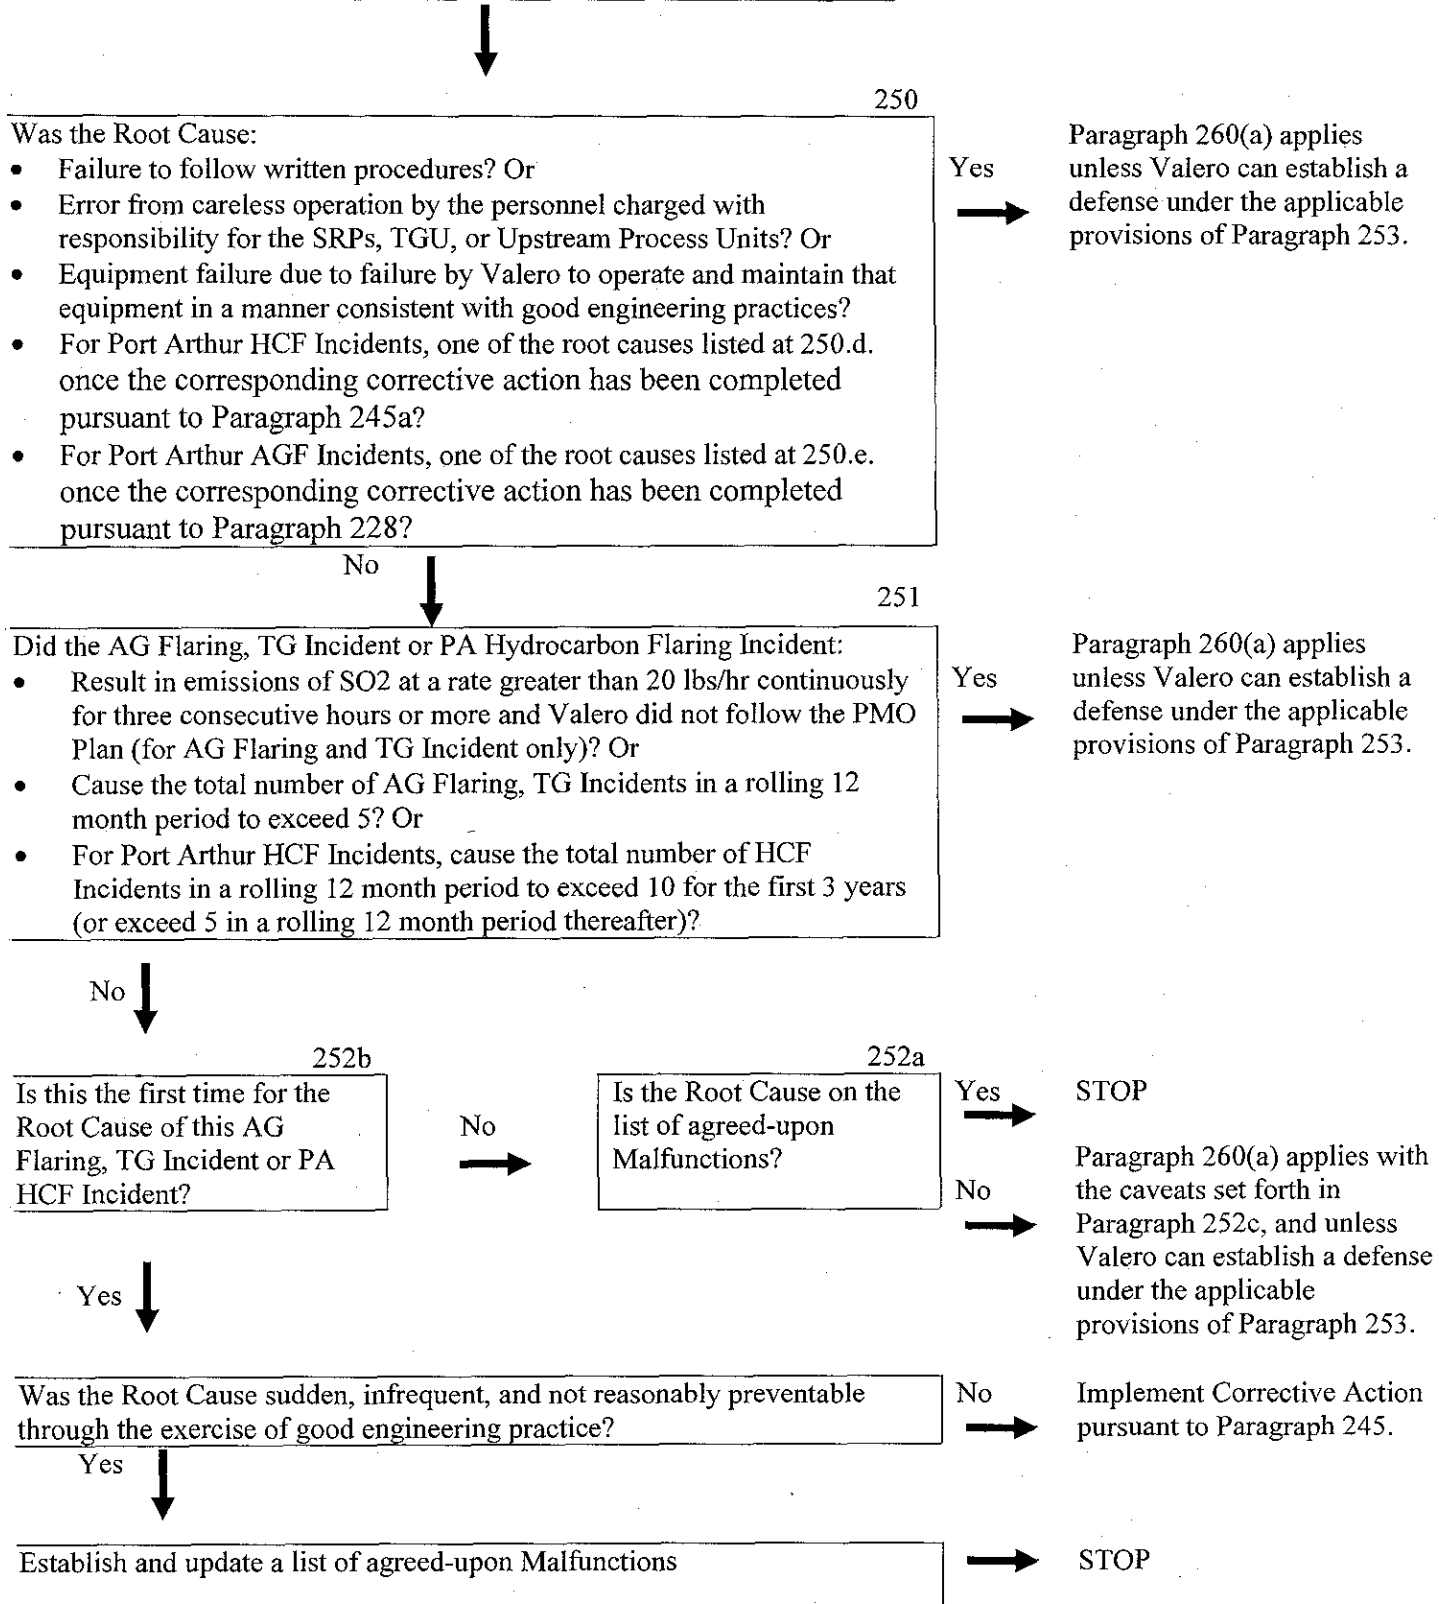 250
Was the Root Cause:
• Failure to follow written procedures? Or
• Error from careless operation by the personnel charged with
responsibility for the SRPs, TGU, or Upstream Process Units? Or
• Equipment failure due to failure by Valero to operate and maintain that
equipment in a manner consistent with good engineering practices?
• For Port Arthur HCF Incidents, one of the root causes listed at 250.d.
once the corresponding corrective action has been completed
pursuant to Paragraph 245a?
• For Port Arthur AGF Incidents, one of the root causes listed at 250.e.
once the corresponding corrective action has been completed
pursuant to Paragraph 228?
Yes
Paragraph 260(a) applies
unless Valero can establish a
defense under the applicable
provisions of Paragraph 253.
No
251
Did the AG Flaring, TG Incident or PA Hydrocarbon Flaring Incident:
• Result in emissions of SO2 at a rate greater than 20 lbs/hr continuously
for three consecutive hours or more and Valero did not follow the PMO
Plan (for AG Flaring and TG Incident only)? Or
• Cause the total number of AG Flaring, TG Incidents in a rolling 12
month period to exceed 5? Or
• For Port Arthur HCF Incidents, cause the total number of HCF
Incidents in a rolling 12 month period to exceed 10 for the first 3 years
(or exceed 5 in a rolling 12 month period thereafter)?
Yes
Paragraph 260(a) applies
unless Valero can establish a
defense under the applicable
provisions of Paragraph 253.
No
252b
Is this the first time for the
Root Cause of this AG
Flaring, TG Incident or PA
HCF Incident?
No
252a
Is the Root Cause on the
list of agreed-upon
Malfunctions?
Yes
STOP
No
Paragraph 260(a) applies with
the caveats set forth in
Paragraph 252c, and unless
Valero can establish a defense
under the applicable
provisions of Paragraph 253.
Yes
Was the Root Cause sudden, infrequent, and not reasonably preventable
through the exercise of good engineering practice?
No
Implement Corrective Action
pursuant to Paragraph 245.
Yes
Establish and update a list of agreed-upon Malfunctions
STOP